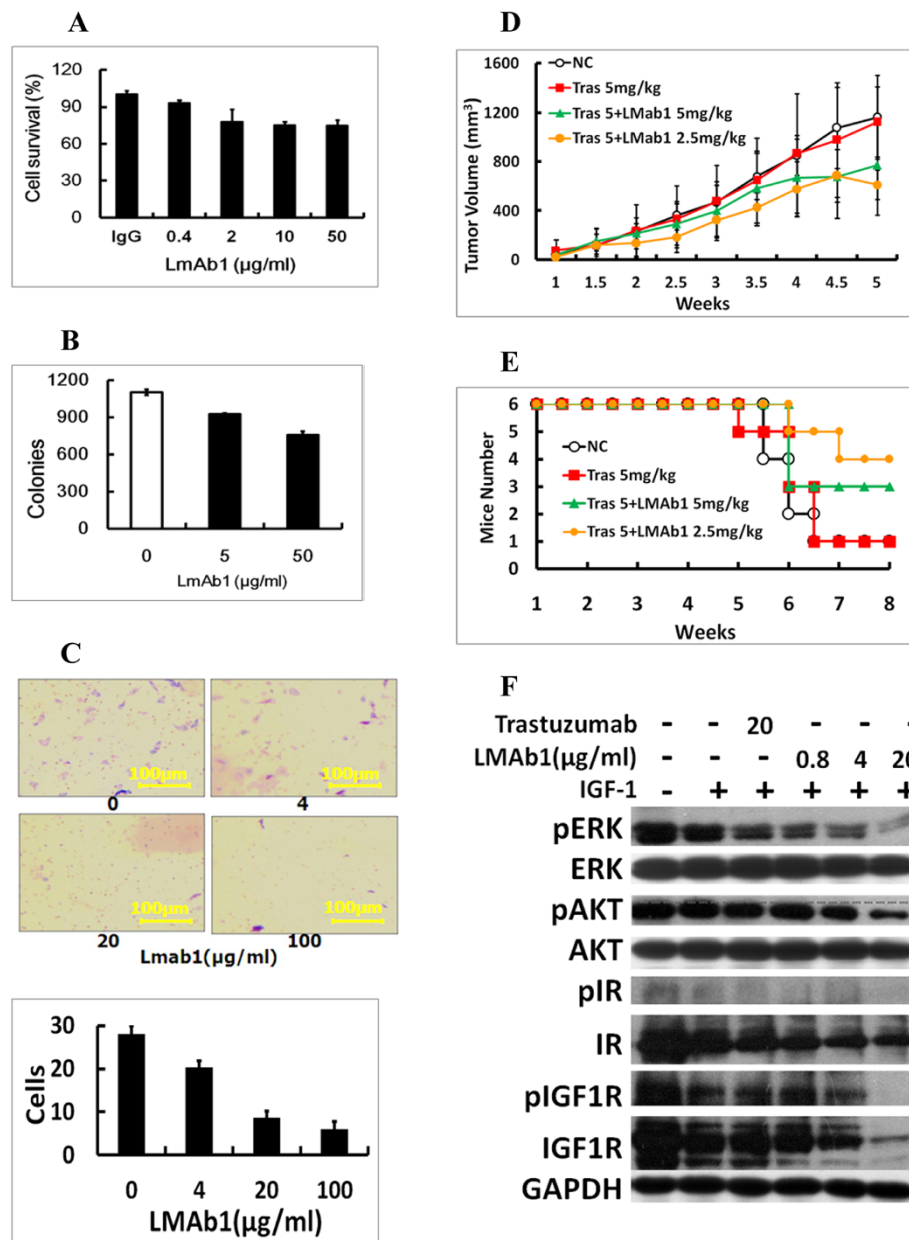 A
120
90
60
30
0
Cell survival (%)
IgG 0.4 2 10 50
LmAb1 (µg/ml)
B
1200
900
600
300
0
Colonies
0 5 50
LmAb1 (µg/ml)
C
100µm 100µm
0 4
100µm 100µm
20 100
Lmab1(µg/ml)
30
20
10
0
Cells
0 4 20 100
LMAb1(µg/ml)
D
NC
Tras 5mg/kg
Tras 5+LMab1 5mg/kg
Tras 5+LMab1 2.5mg/kg
1600
1200
800
400
0
Tumor Volume (mm³)
1 1.5 2 2.5 3 3.5 4 4.5 5
Weeks
E
6
5
4
3
2
1
0
Mice Number
NC
Tras 5mg/kg
Tras 5+LMAb1 5mg/kg
Tras 5+LMAb1 2.5mg/kg
1 2 3 4 5 6 7 8
Weeks
F
Trastuzumab - - 20 - - -
LMAb1(µg/ml) - - - 0.8 4 20
IGF-1 - + + + + +
pERK
ERK
pAKT
AKT
pIR
IR
pIGF1R
IGF1R
GAPDH